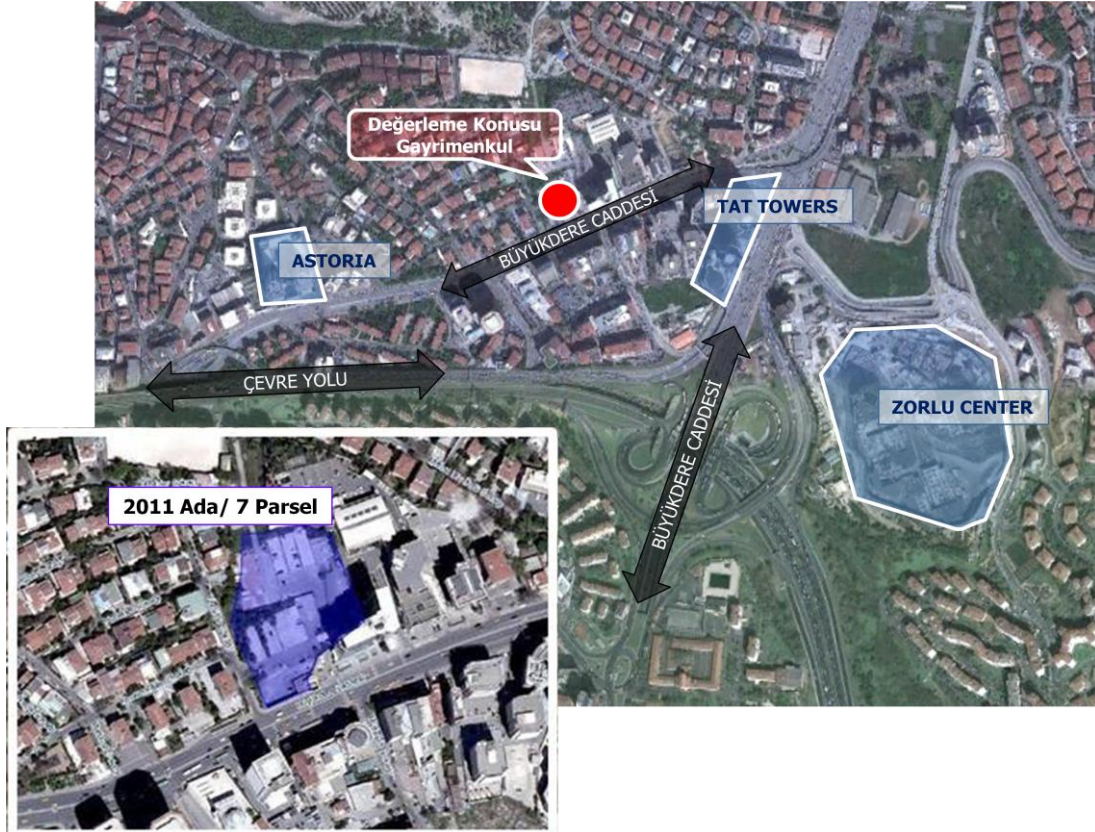 Değerleme Konusu
Gayrimenkul
BÜYÜKDERE CADDESİ
TAT TOWERS
ASTORIA
ÇEVRE YOLU
BÜYÜKDERE CADDESİ
ZORLU CENTER
2011 Ada/ 7 Parsel